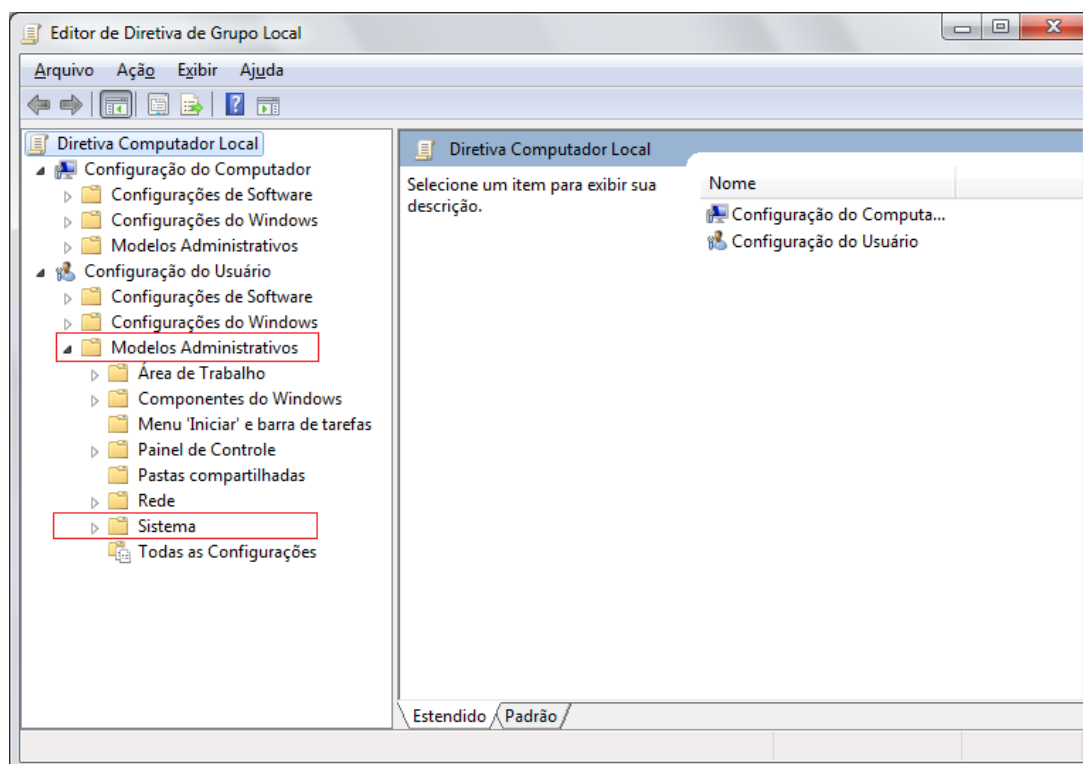 Editor de Diretiva de Grupo Local
Arquivo Ação Exibir Ajuda
Diretiva Computador Local
Configuração do Computador
Configurações de Software
Configurações do Windows
Modelos Administrativos
Configuração do Usuário
Configurações de Software
Configurações do Windows
Modelos Administrativos
Área de Trabalho
Componentes do Windows
Menu 'Iniciar' e barra de tarefas
Painel de Controle
Pastas compartilhadas
Rede
Sistema
Todas as Configurações
Diretiva Computador Local
Selecione um item para exibir sua
descrição.
Nome
Configuração do Computa...
Configuração do Usuário
Estendido Padrão